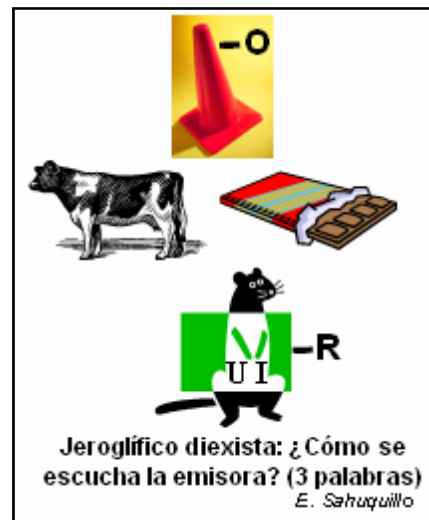 –O
–R
U I
Jeroglífico diexista: ¿Cómo se
escucha la emisora? (3 palabras)
E. Sahuquillo